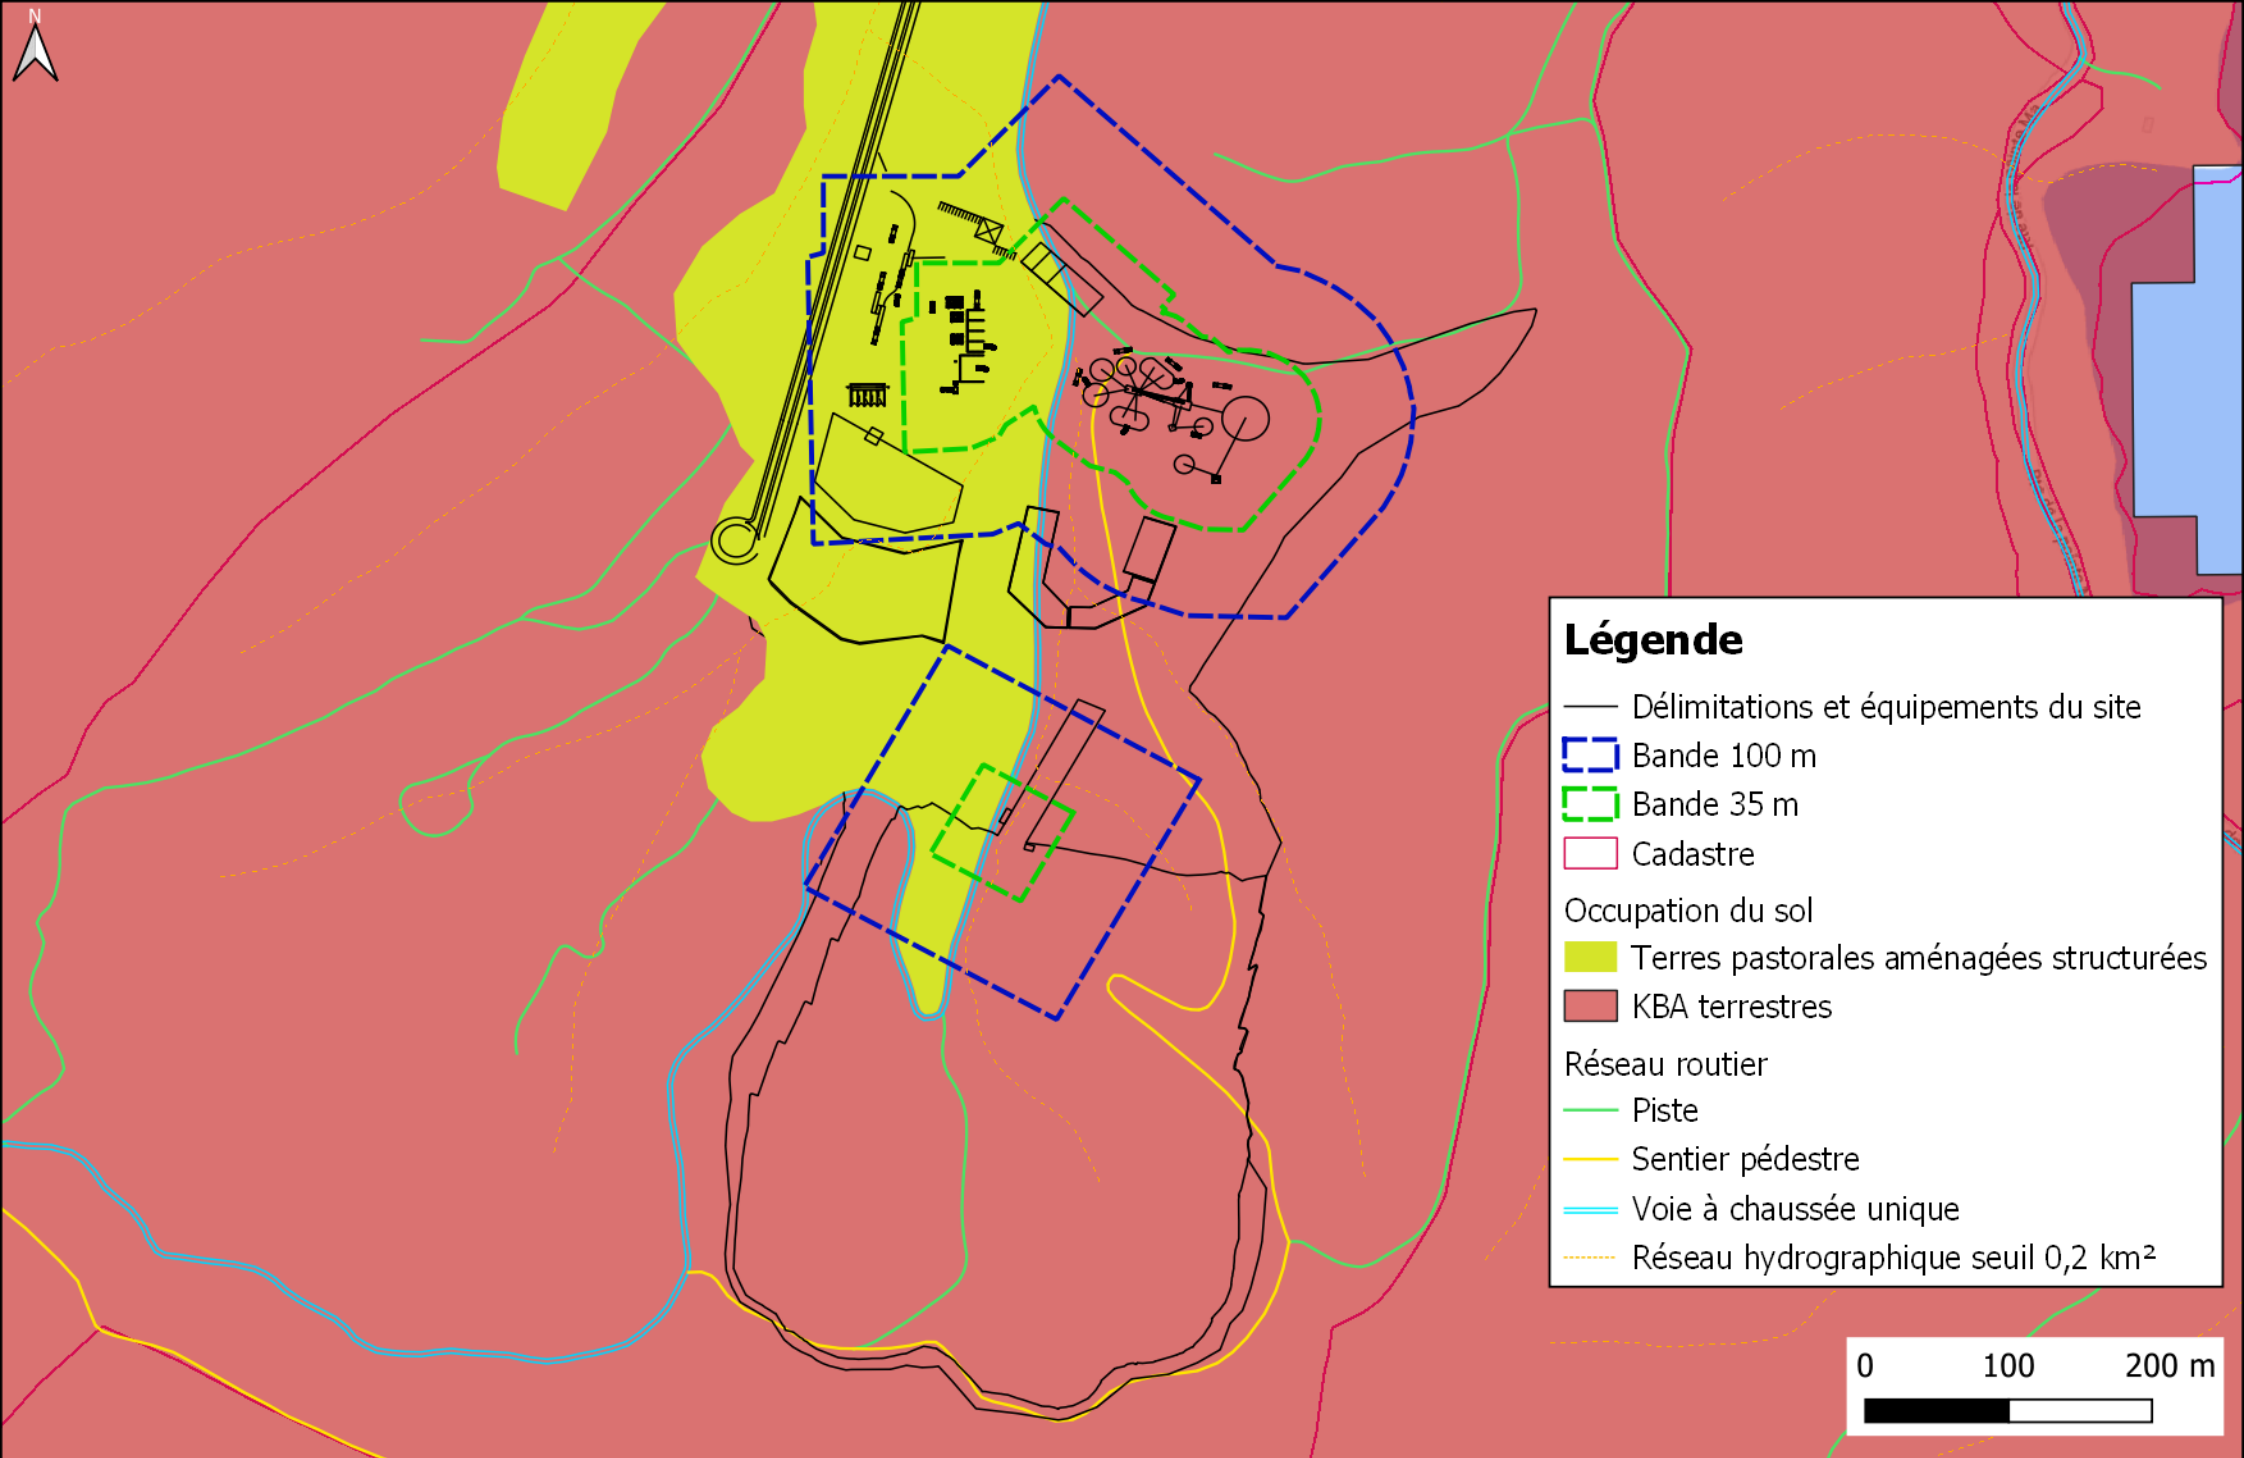 N
Légende
Délimitations et équipements du site
Bande 100 m
Bande 35 m
Cadastre
Occupation du sol
Terres pastorales aménagées structurées
KBA terrestres
Réseau routier
Piste
Sentier pédestre
Voie à chaussée unique
Réseau hydrographique seuil 0,2 km²
0 100 200 m